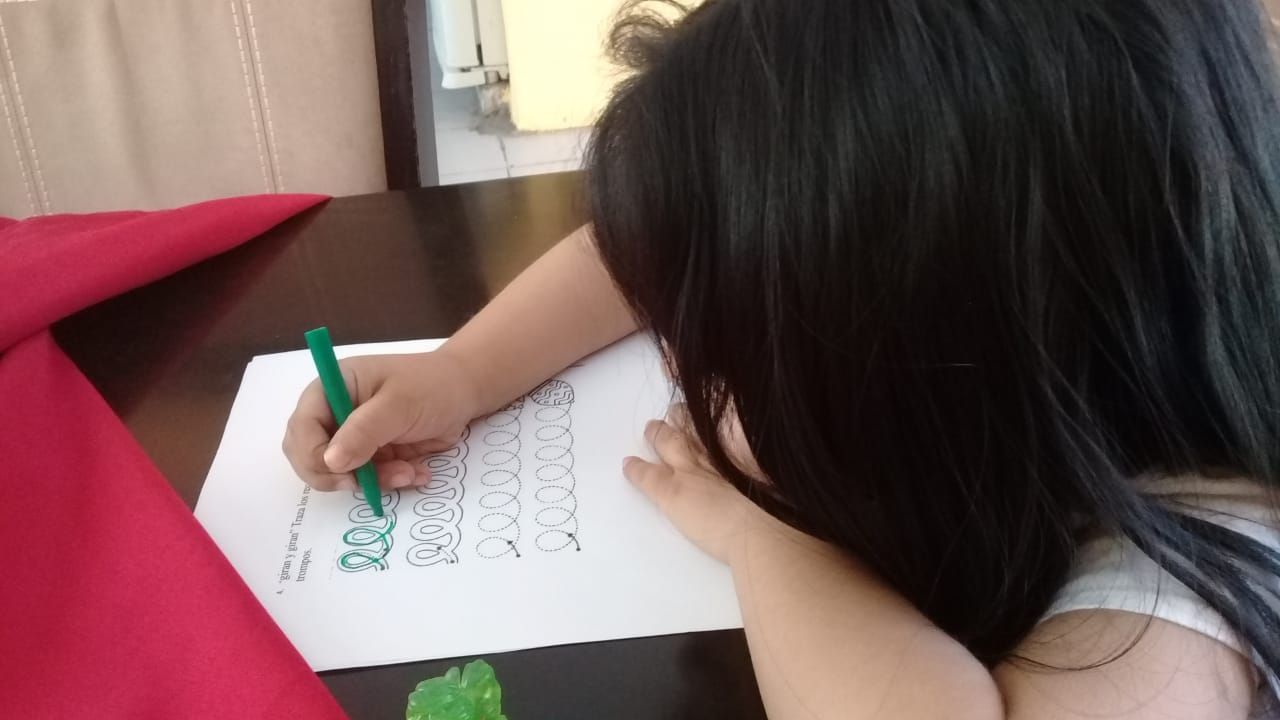 4. "giran y giran" Traza los
trompos.